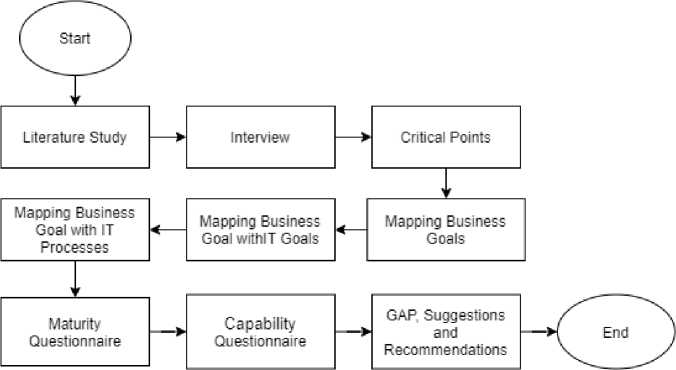 Start
Literature Study
Interview
Critical Points
Mapping Business
Goal with IT
Processes
Mapping Business
Goal withIT Goals
Mapping Business
Goals
Maturity
Questionnaire
Capability
Questionnaire
GAP, Suggestions
and
Recommendations
End